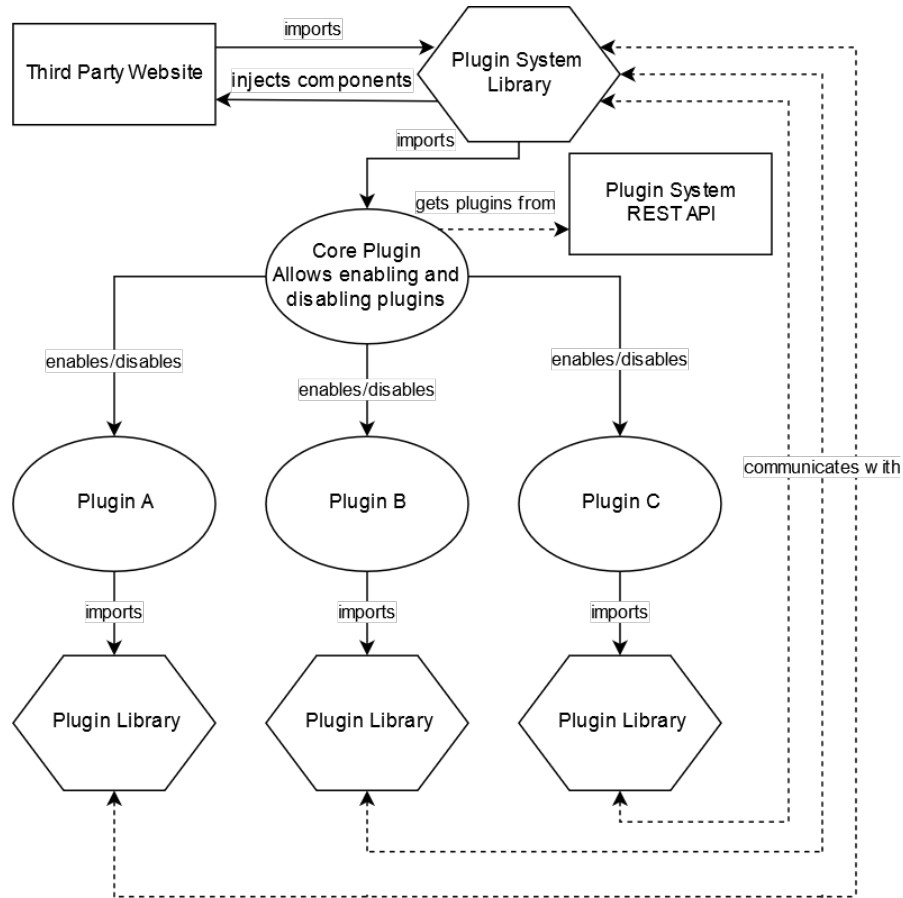 imports
Third Party Website
Plugin System
Library
injects components
imports
gets plugins from
Plugin System
REST API
Core Plugin
Allows enabling and
disabling plugins
enables/disables
enables/disables
enables/disables
communicates with
Plugin A
Plugin B
Plugin C
imports
imports
imports
Plugin Library
Plugin Library
Plugin Library